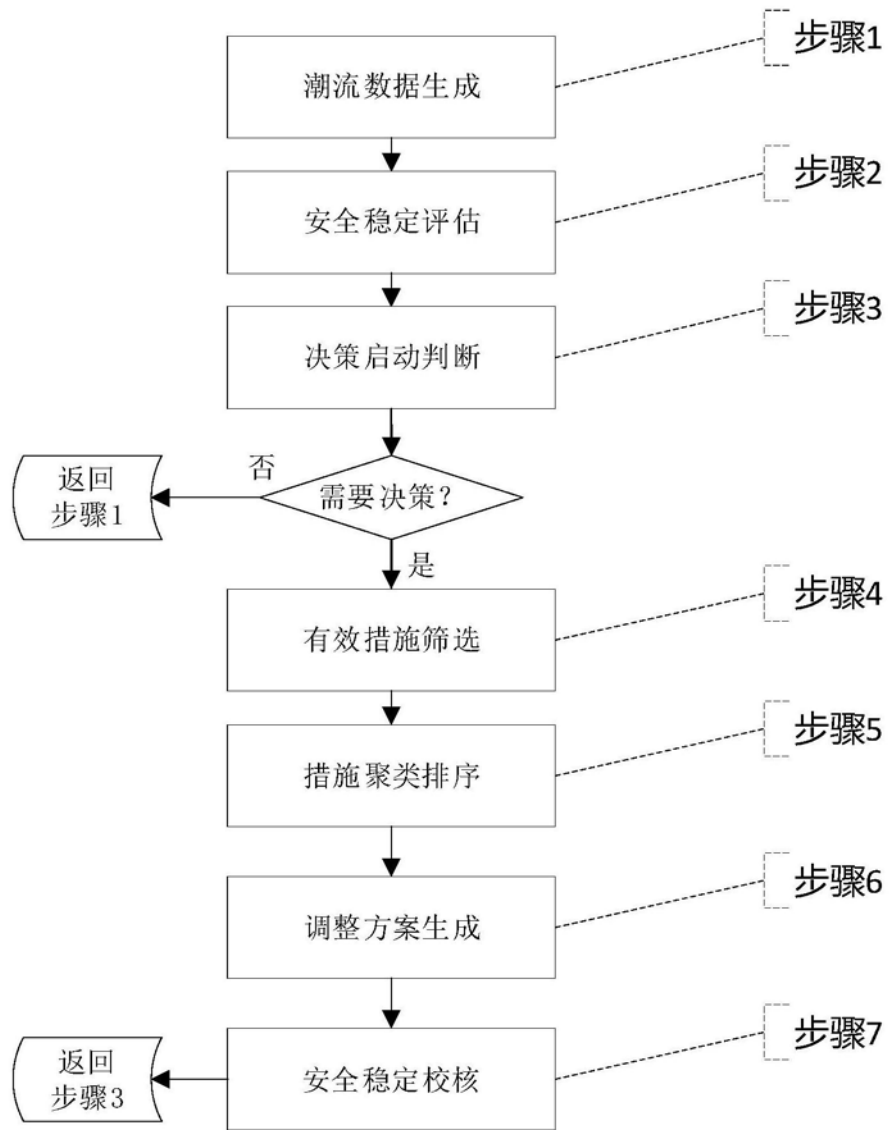 步骤1
潮流数据生成
步骤2
安全稳定评估
步骤3
决策启动判断
否
返回
步骤1
需要决策？
是
步骤4
有效措施筛选
步骤5
措施聚类排序
步骤6
调整方案生成
步骤7
返回
步骤3
安全稳定校核